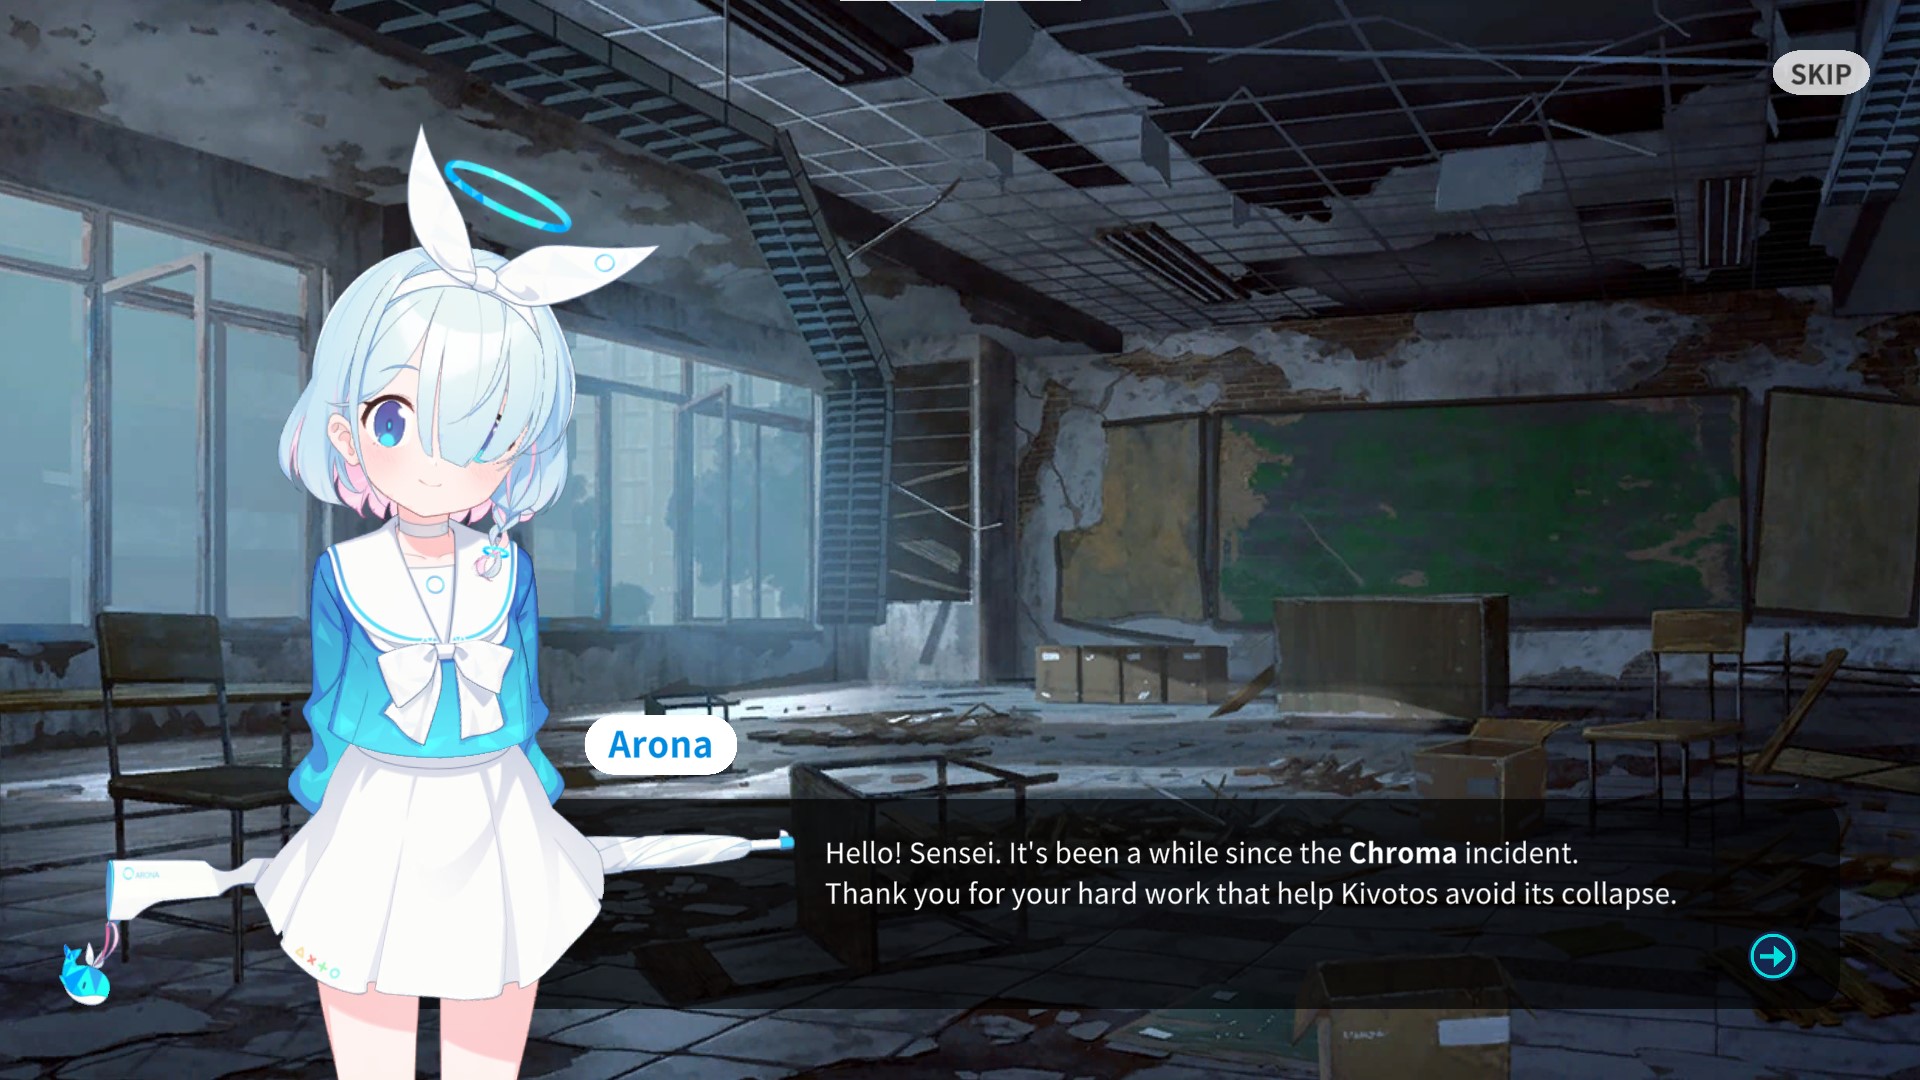 SKIP
Arona
Hello! Sensei. It's been a while since the Chroma incident.
Thank you for your hard work that help Kivotos avoid its collapse.
ARONA